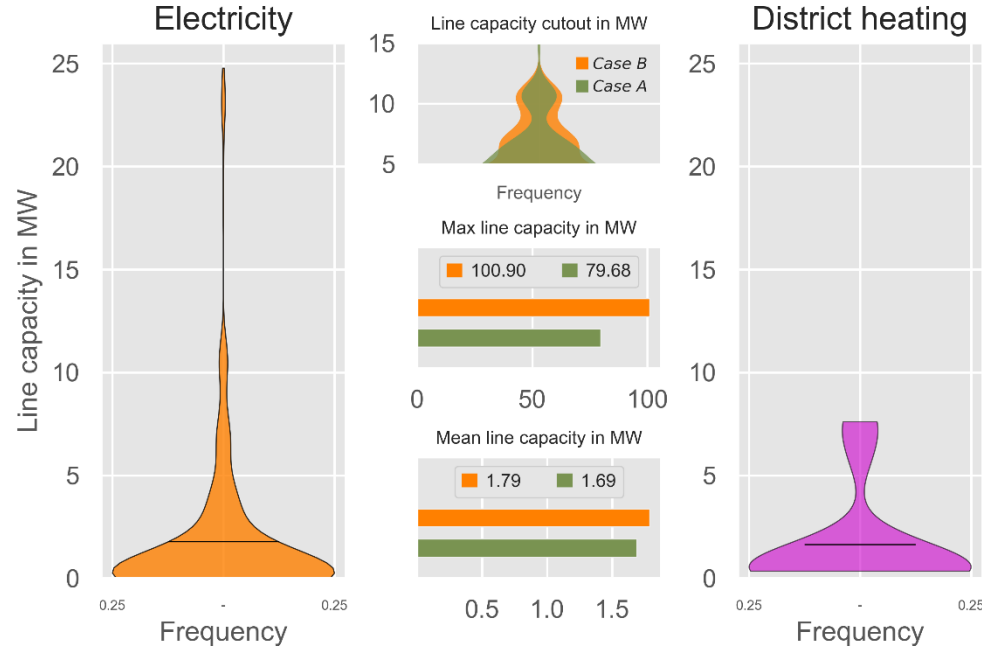 Electricity
Line capacity in MW
25
20
15
10
5
0
0.25
-
0.25
Frequency
Line capacity cutout in MW
15
10
5
Case B
Case A
Frequency
Max line capacity in MW
100.90 79.68
0 50 100
Mean line capacity in MW
1.79 1.69
0.5 1.0 1.5
District heating
25
20
15
10
5
0
0.25
-
0.25
Frequency